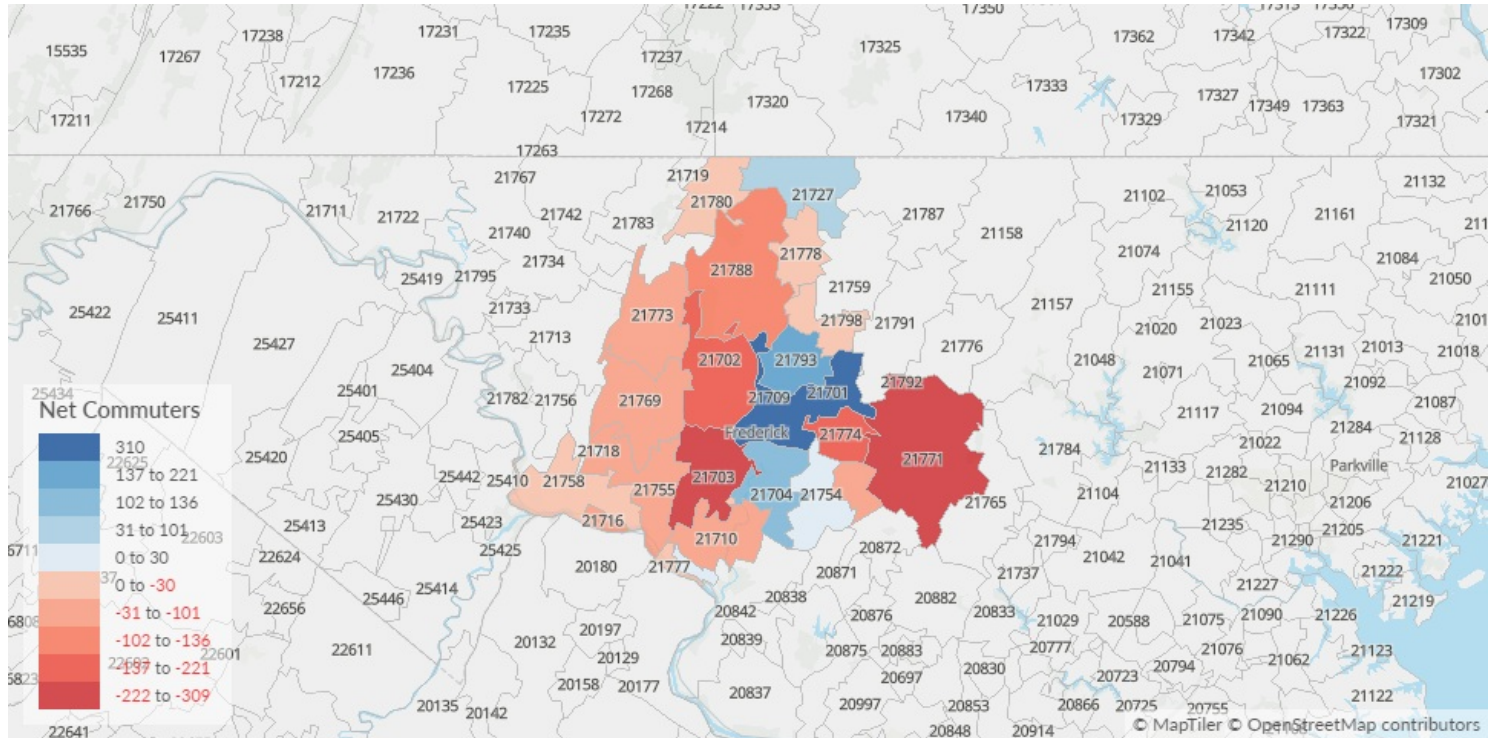 17222 17353 17350 17313 17350
17231 17235 17309
17238 17362 17342 17322
15535 17267 17237 17325
17212 17236 17225 17268 17333 17302
17211 17272 17320 17340 17329 17327 17349 17363 17321
17214
17263
21767 21719 21132
21766 21750 21711 21722 21742 21780 21727 21102 21053
21783 21787 21120 21161
21740 21158
21734 21778 21074 21084
25419 21795 21788 21759 21155 21111 21050
25422 25411 21733 21773 21798 21791 21157 21020 21023
21713 21776
25427 21702 21793 21048 21065 21131 21013 21018
25404 21071 21092
25434 25401 21782 21756 21769 21709 21701 21792 21117 21094 21087
Net Commuters
310
137 to 221
102 to 136
31 to 101
0 to 30
0 to -30
-31 to -101
-102 to -136
-137 to -221
-222 to -309
22625
22603
37
22601
25405 Frederick 21774 21784 21022 21284 21128
25420 21718 21771 21133 21282 Parkville
25442 25410 21758 21703 21210 21027
25430 21755 21704 21754 21765 21104 21206
25413 25423 21716 21235 21205
22624 25425 21710 20872 21794 21042 21041 21290 21221
20180 21777 20871 21737 21222
25446 25414 20838 21227
22656 20842 20876 20882 20833 21029 20588 21075 21090 21226 21219
22611 20132 20197 20839 20875 20883 20777 21076 21062 21123
20129 20697 20830 20723 20794
20158 20177 20837 21122
20135 20142 20997 20853 20866 20725 20755
22641 20848 20914
© MapTiler © OpenStreetMap contributors